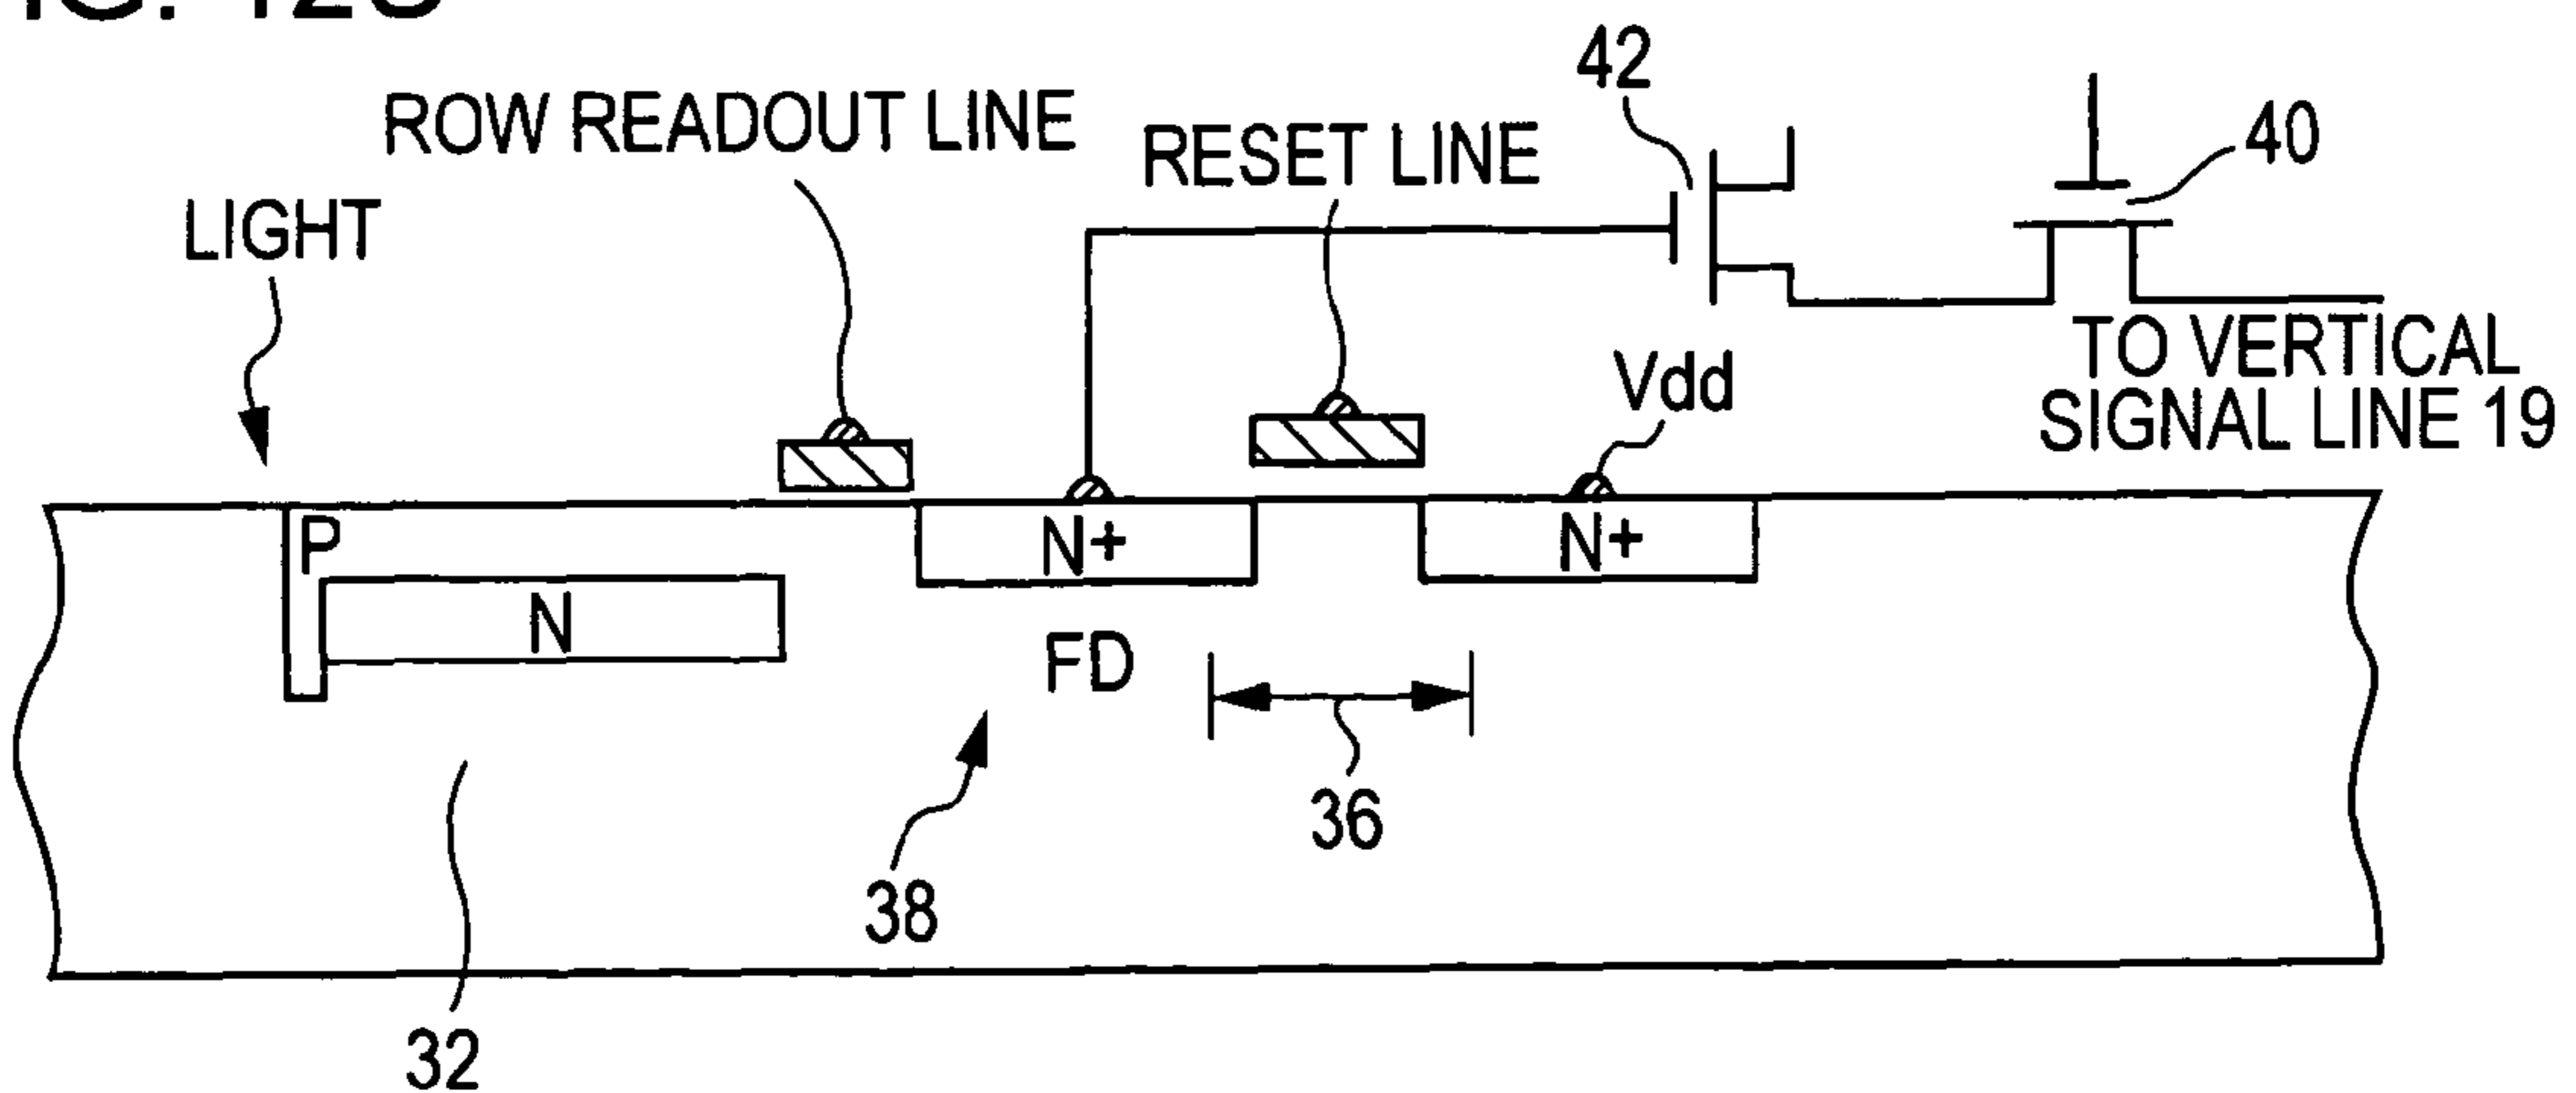 42
ROW READOUT LINE
RESET LINE
40
LIGHT
TO VERTICAL
SIGNAL LINE 19
Vdd
P
N
N+
N+
FD
36
38
32